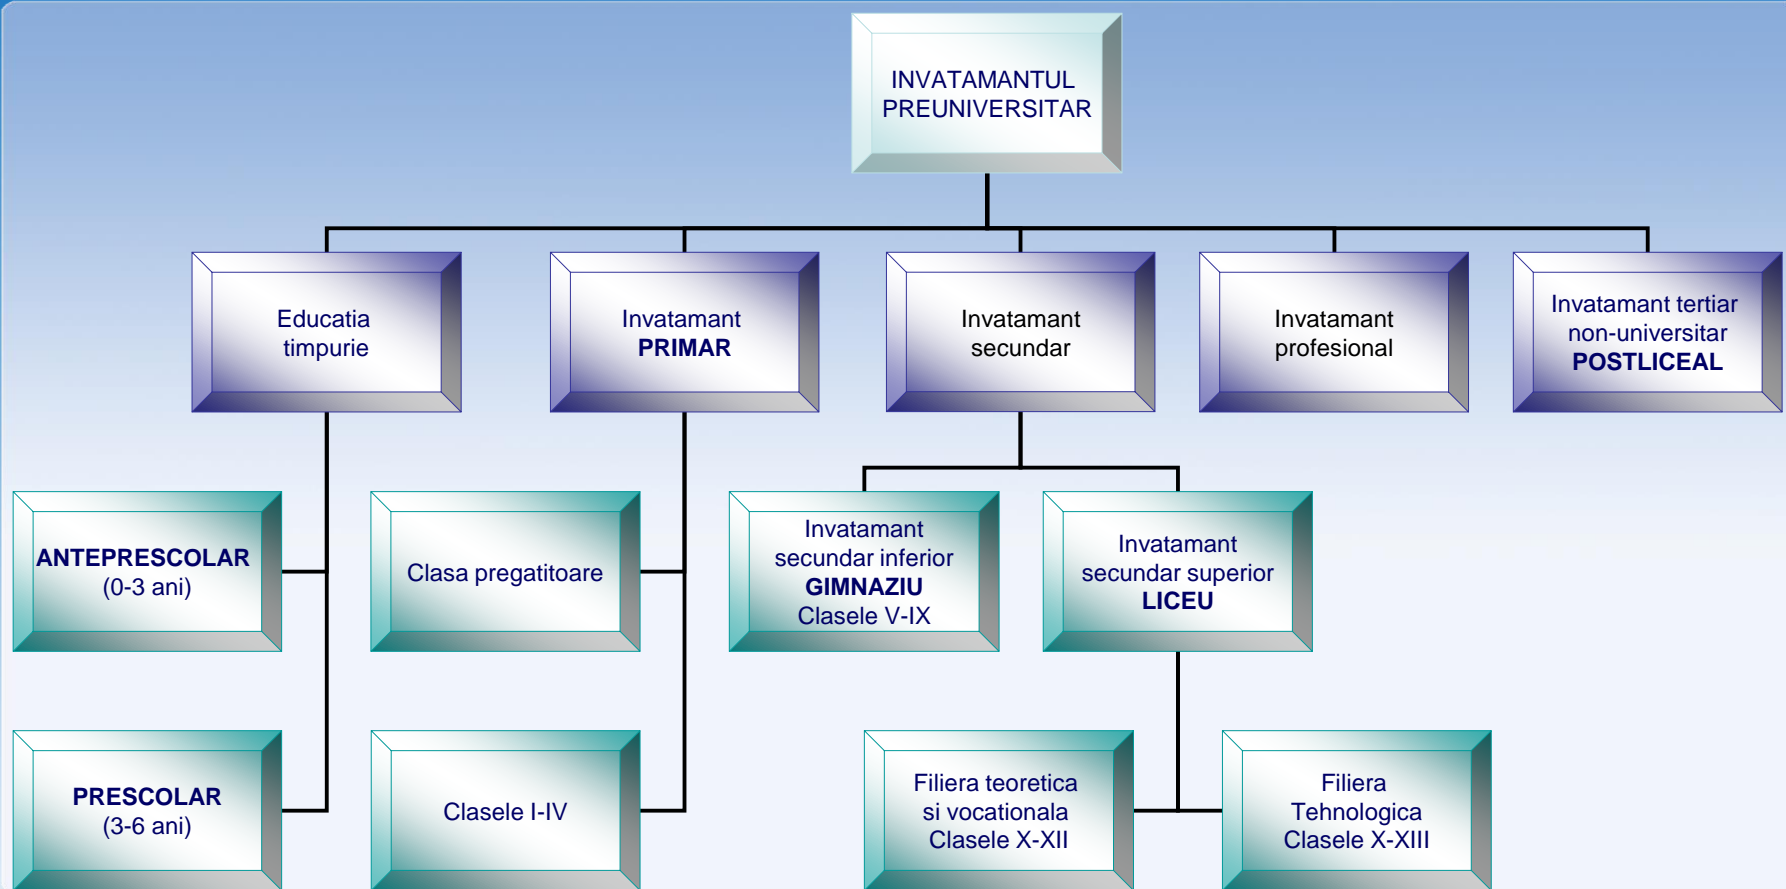 INVATAMANTUL
PREUNIVERSITAR
Educatia
timpurie
Invatamant
PRIMAR
Invatamant
secundar
Invatamant
profesional
Invatamant tertiar
non-universitar
POSTLICEAL
ANTEPRESCOLAR
(0-3 ani)
Clasa pregatitoare
Invatamant
secundar inferior
GIMNAZIU
Clasele V-IX
Invatamant
secundar superior
LICEU
PRESCOLAR
(3-6 ani)
Clasele I-IV
Filiera teoretica
si vocationala
Clasele X-XII
Filiera
Tehnologica
Clasele X-XIII